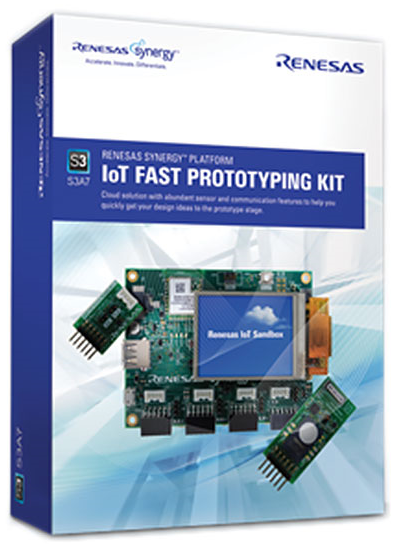 RENESAS synergy™
Accelerate. Innovate. Differentiate.
RENESAS
S3
S3A7
RENESAS SYNERGY™ PLATFORM
IoT FAST PROTOTYPING KIT
Cloud solution with abundant sensor and communication features to help you
quickly get your design ideas to the prototype stage.
Renesas IoT Sandbox
RENESAS
S3
S3A7